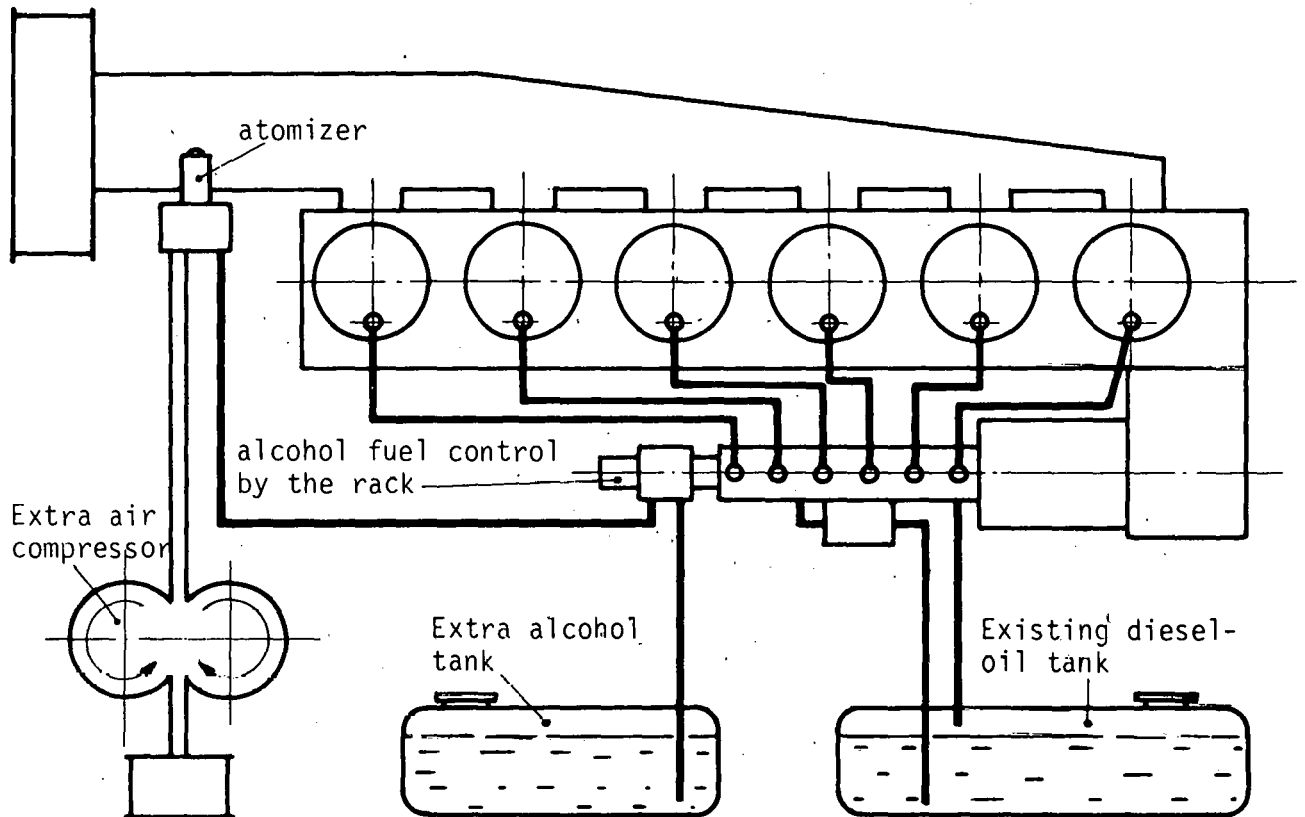 atomizer
alcohol fuel control
by the rack
Extra air
compressor
Extra alcohol
tank
Existing diesel-
oil tank